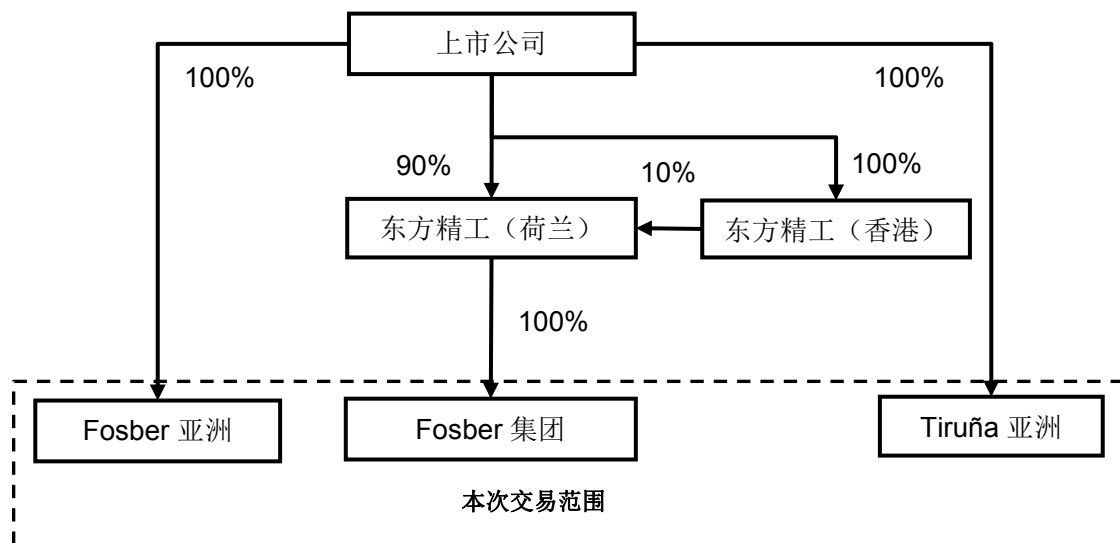 上市公司
100%
100%
90%
10%
100%
东方精工（荷兰）
东方精工（香港）
100%
Fosber 亚洲
Fosber 集团
Tiruña 亚洲
本次交易范围